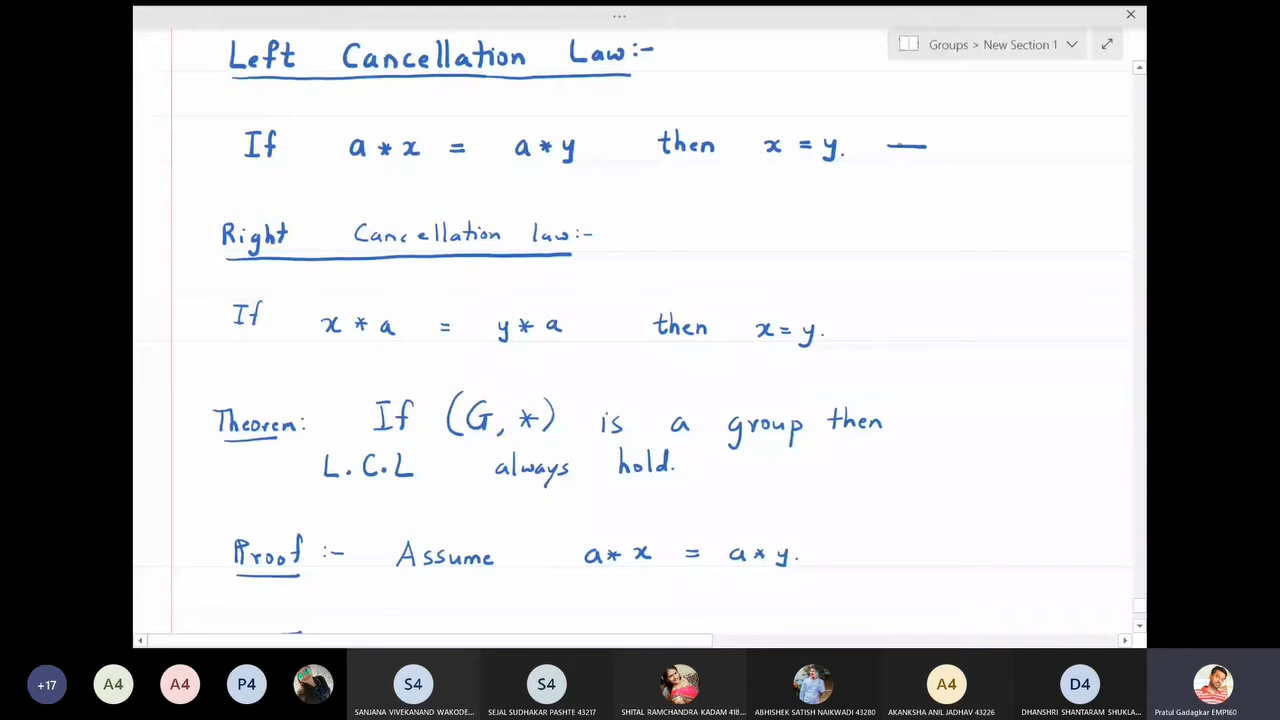 Groups > New Section 1
Left Cancellation Law:-
If a * x = a * y then x = y. —
Right Cancellation law:-
If x * a = y * a then x = y.
Theorem: If (G, *) is a group then
L.C.L always hold.
Proof :- Assume a * x = a * y.
+17 A4 A4 P4 S4 S4 A4 D4
SANJANA VIVEKANAND WAKODE... SEJAL SUDHAKAR PASHTE 43217 SHITAL RAMCHANDRA KADAM 418... ABHISHEK SATISH NAIKWADI 43280 AKANKSHA ANIL JADHAV 43226 DHANSHRI SHANTARAM SHUKLA... Pratul Gadagkar EMP160